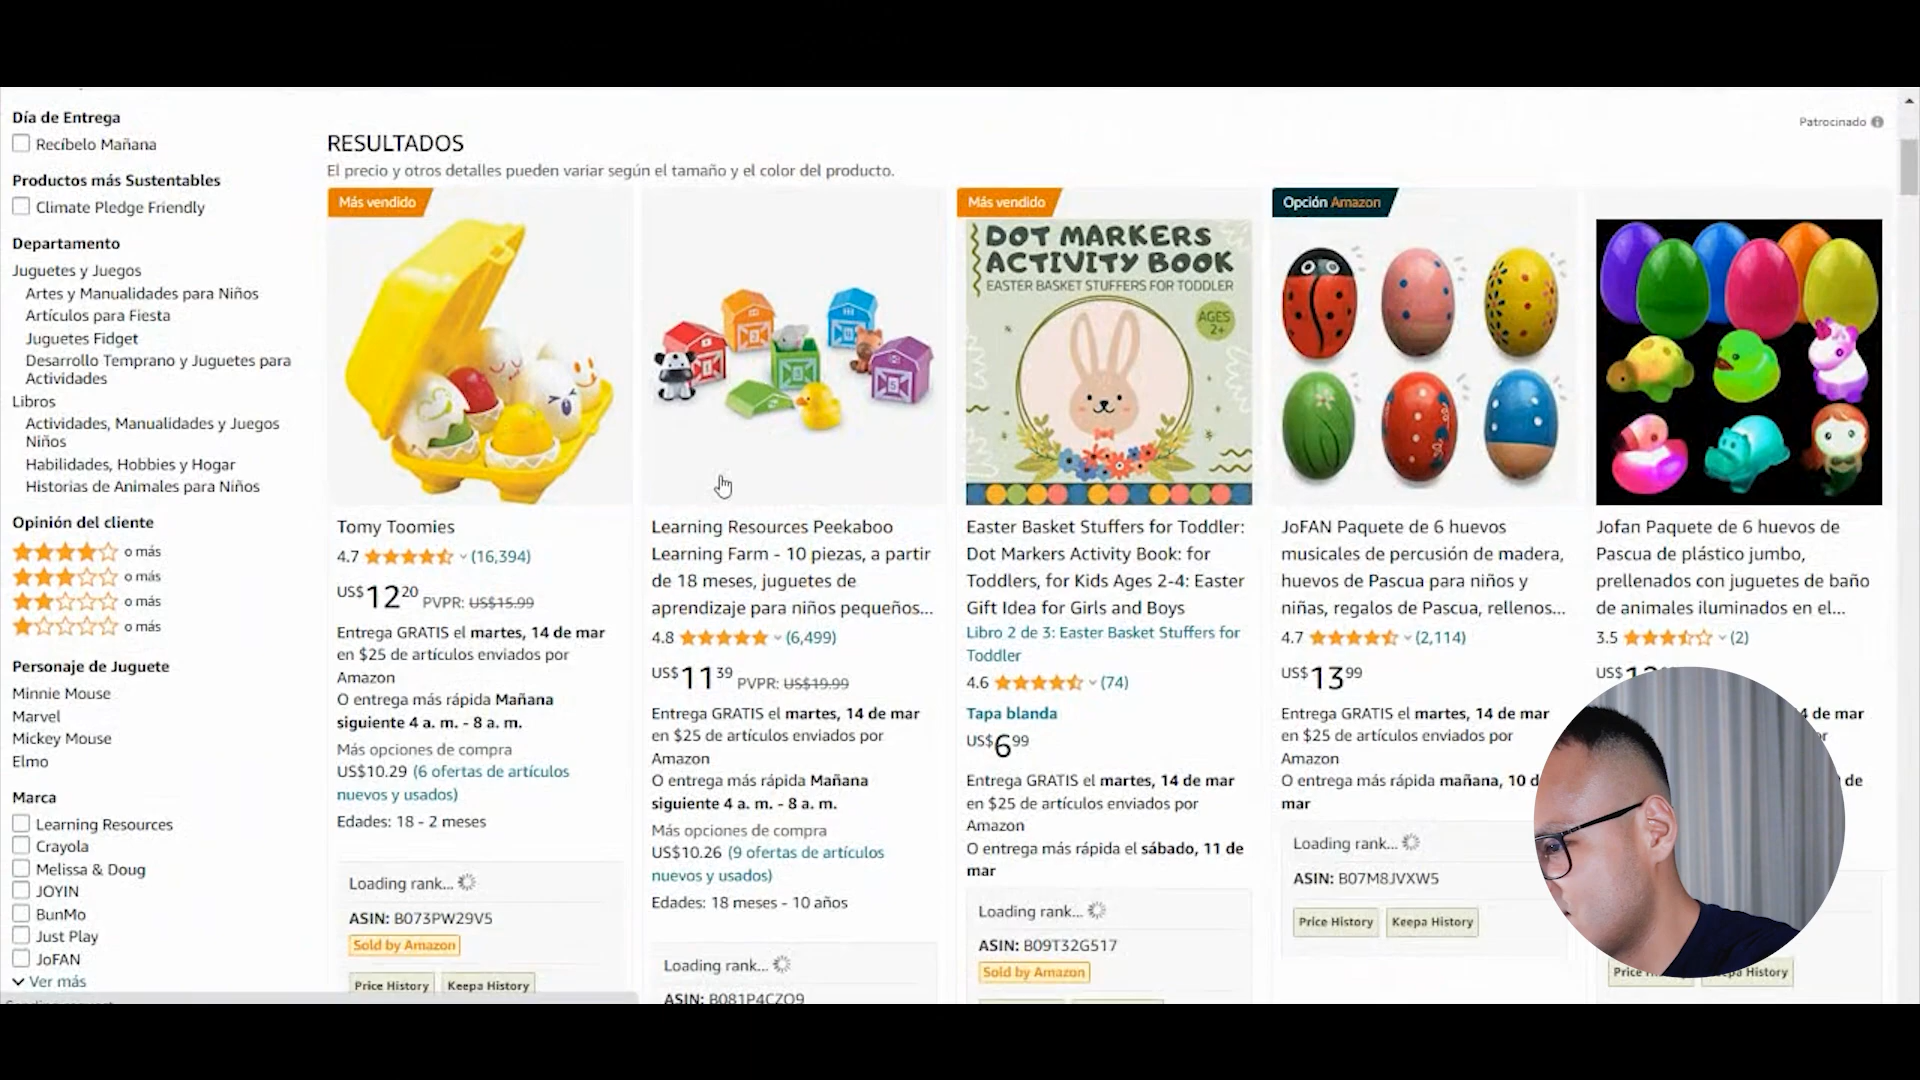 Día de Entrega
Recíbelo Mañana
Productos más Sustentables
Climate Pledge Friendly
Departamento
Juguetes y Juegos
Artes y Manualidades para Niños
Artículos para Fiesta
Juguetes Fidget
Desarrollo Temprano y Juguetes para
Actividades
Libros
Actividades, Manualidades y Juegos
Niños
Habilidades, Hobbies y Hogar
Historias de Animales para Niños
Opinión del cliente
o más
o más
o más
o más
Personaje de Juguete
Minnie Mouse
Marvel
Mickey Mouse
Elmo
Marca
Learning Resources
Crayola
Melissa & Doug
JOYIN
BunMo
Just Play
JoFAN
Ver más
Patrocinado
RESULTADOS
El precio y otros detalles pueden variar según el tamaño y el color del producto.
Más vendido
Tomy Toomies
4.7 (16,394)
US$12 20 PVPR: US$15.99
Entrega GRATIS el martes, 14 de mar
en $25 de artículos enviados por
Amazon
O entrega más rápida Mañana
siguiente 4 a. m. - 8 a. m.
Más opciones de compra
US$10.29 (6 ofertas de artículos
nuevos y usados)
Edades: 18 - 2 meses
Loading rank...
ASIN: B073PW29V5
Sold by Amazon
Price History Keepa History
Learning Resources Peekaboo
Learning Farm - 10 piezas, a partir
de 18 meses, juguetes de
aprendizaje para niños pequeños...
4.8 (6,499)
US$11 39 PVPR: US$19.99
Entrega GRATIS el martes, 14 de mar
en $25 de artículos enviados por
Amazon
O entrega más rápida Mañana
siguiente 4 a. m. - 8 a. m.
Más opciones de compra
US$10.26 (9 ofertas de artículos
nuevos y usados)
Edades: 18 meses - 10 años
Loading rank...
ASIN: B081P4CZQ9
Más vendido
DOT MARKERS
ACTIVITY BOOK
EASTER BASKET STUFFERS FOR TODDLER
AGES
2+
Easter Basket Stuffers for Toddler:
Dot Markers Activity Book: for
Toddlers, for Kids Ages 2-4: Easter
Gift Idea for Girls and Boys
Libro 2 de 3: Easter Basket Stuffers for
Toddler
4.6 (74)
Tapa blanda
US$6 99
Entrega GRATIS el martes, 14 de mar
en $25 de artículos enviados por
Amazon
O entrega más rápida el sábado, 11 de
mar
Loading rank...
ASIN: B09T32G517
Sold by Amazon
Opción Amazon
JoFAN Paquete de 6 huevos
musicales de percusión de madera,
huevos de Pascua para niños y
niñas, regalos de Pascua, rellenos...
4.7 (2,114)
US$13 99
Entrega GRATIS el martes, 14 de mar
en $25 de artículos enviados por
Amazon
O entrega más rápida mañana, 10 d
mar
Loading rank...
ASIN: B07M8JVXW5
Price History Keepa History
Jofan Paquete de 6 huevos de
Pascua de plástico jumbo,
prellenados con juguetes de baño
de animales iluminados en el...
3.5 (2)
US$
4 de mar
or
de
Price History